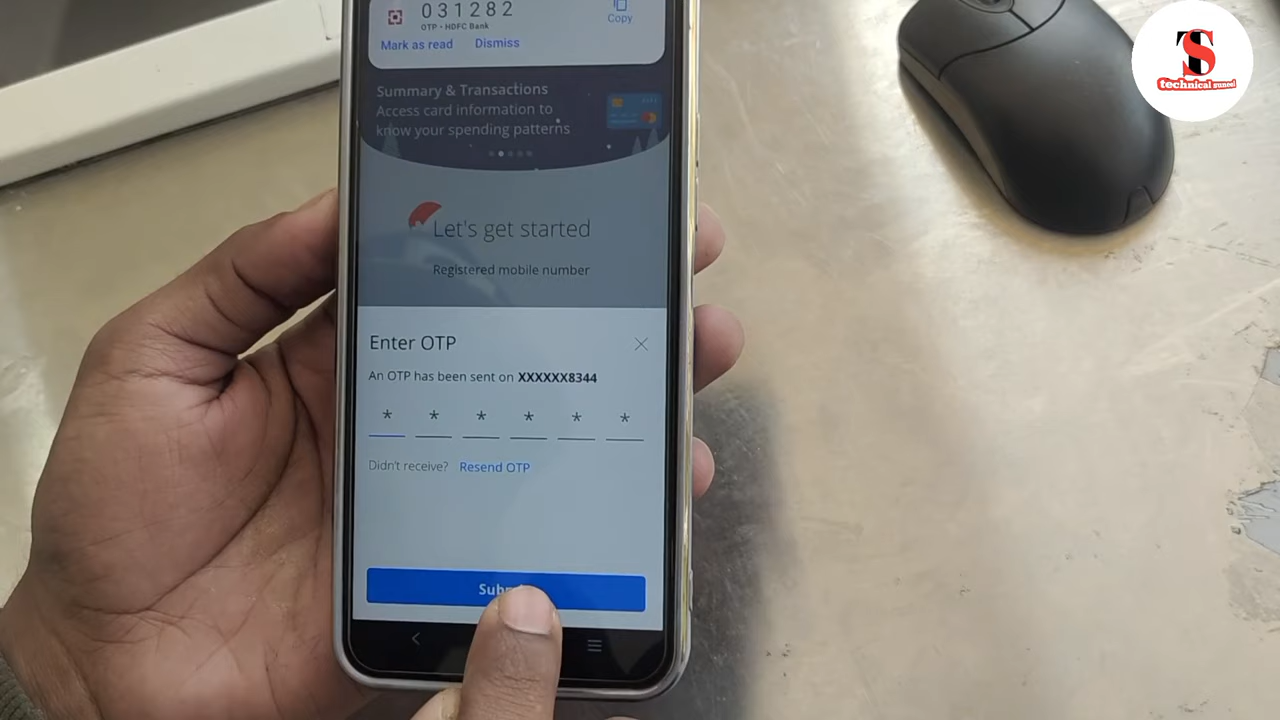 031282
OTP • HDFC Bank
Copy
Mark as read Dismiss
Summary & Transactions
Access card information to
know your spending patterns
Let's get started
Registered mobile number
Enter OTP
An OTP has been sent on XXXXXX8344
* * * * * *
Didn't receive? Resend OTP
TS
technical suneel